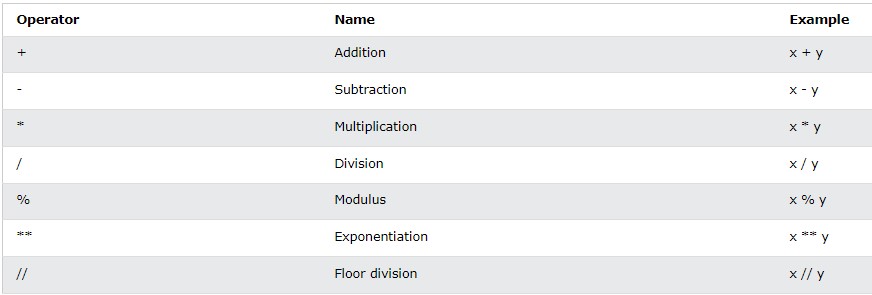 Operator Name Example
+ Addition x + y
- Subtraction x - y
* Multiplication x * y
/ Division x / y
% Modulus x % y
** Exponentiation x ** y
// Floor division x // y